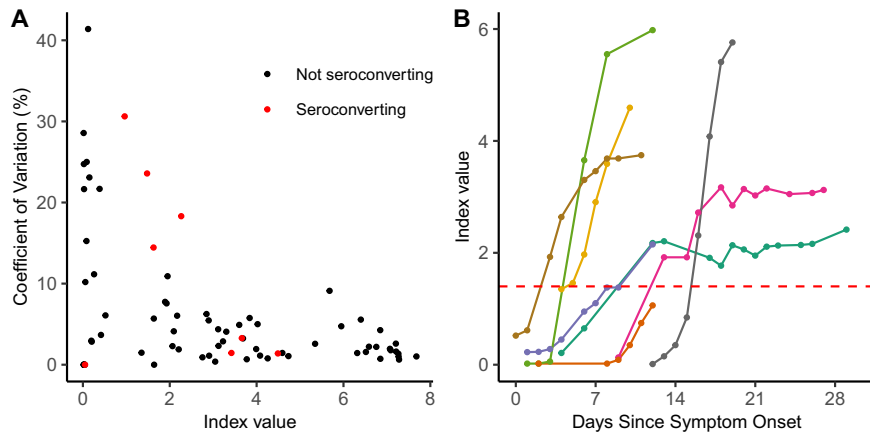 A
Coefficient of Variation (%)
40
30
20
10
0
0 2 4 6 8
Index value
Not seroconverting
Seroconverting
B
Index value
6
4
2
0
0 7 14 21 28
Days Since Symptom Onset